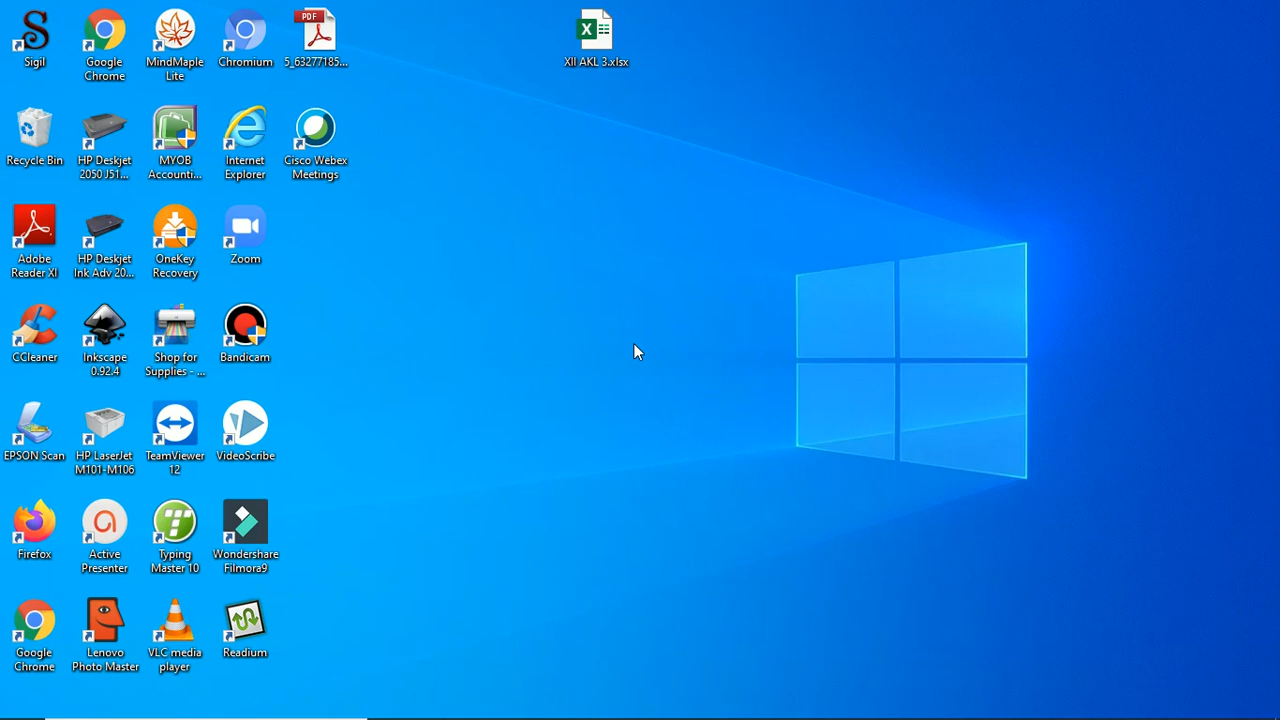 Sigil
Google
Chrome
MindMaple
Lite
Chromium
PDF
5_63277185...
XII AKL 3.xlsx
Recycle Bin
HP Deskjet
2050 J51...
MYOB
Accounti...
Internet
Explorer
Cisco Webex
Meetings
Adobe
Reader XI
HP Deskjet
Ink Adv 20...
OneKey
Recovery
Zoom
CCleaner
Inkscape
0.92.4
Shop for
Supplies - ...
Bandicam
EPSON Scan
HP LaserJet
M101-M106
TeamViewer
12
VideoScribe
Firefox
Active
Presenter
Typing
Master 10
Wondershare
Filmora9
Google
Chrome
Lenovo
Photo Master
VLC media
player
Readium